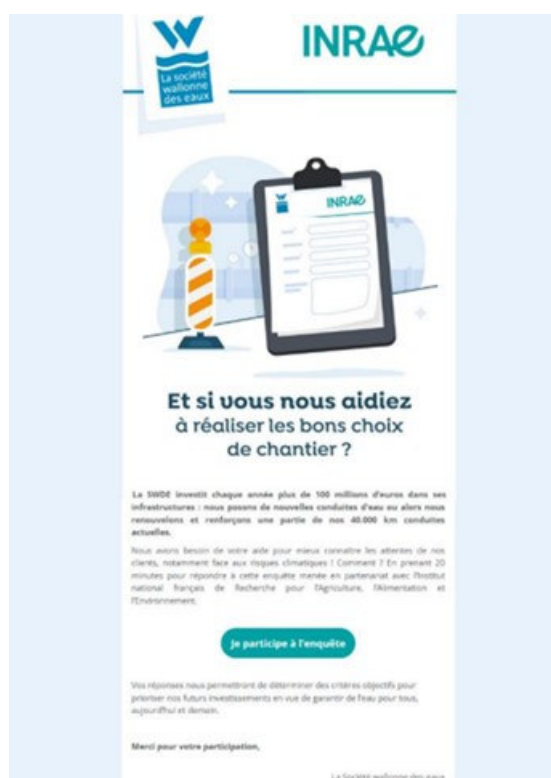 La société
wallonne
des eaux
INRAE
INRAE
Et si vous nous aidiez
à réaliser les bons choix
de chantier ?
La SWDE investit chaque année plus de 100 millions d'euros dans ses
infrastructures : nous posons de nouvelles conduites d'eau ou alors nous
renouvelons et renforçons une partie de nos 40.000 km conduites
actuelles.
Nous avons besoin de votre aide pour mieux connaître les attentes de nos
clients, notamment face aux risques climatiques ! Comment ? En prenant 20
minutes pour répondre à cette enquête menée en partenariat avec l'Institut
national français de Recherche pour l'Agriculture, l'Alimentation et
l'Environnement.
Je participe à l'enquête
Vos réponses nous permettront de déterminer des critères objectifs pour
prioriser nos futurs investissements en vue de garantir de l'eau pour tous,
aujourd'hui et demain.
Merci pour votre participation,
La Société wallonne des eaux